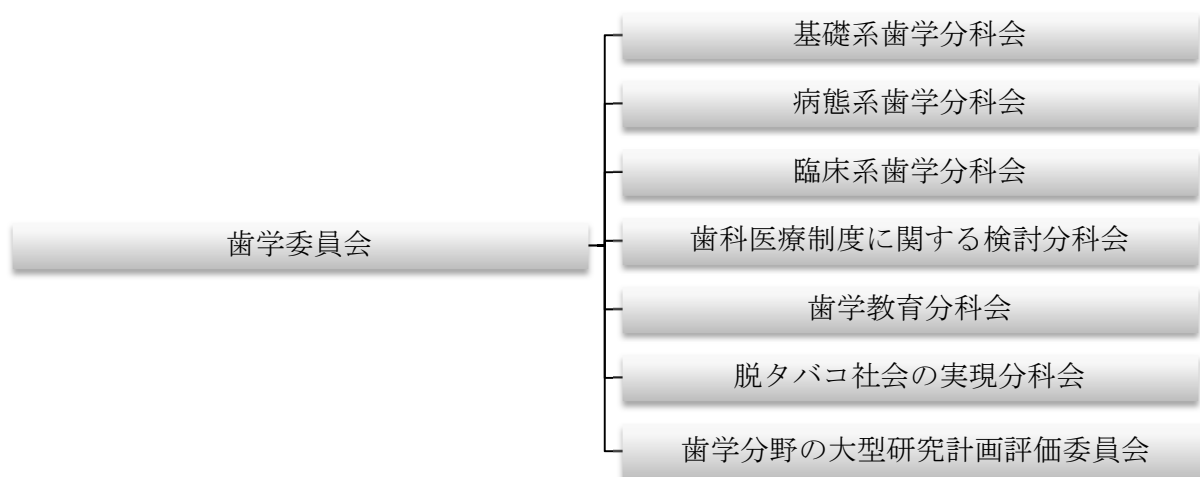 歯学委員会
基礎系歯学分科会
病態系歯学分科会
臨床系歯学分科会
歯科医療制度に関する検討分科会
歯学教育分科会
脱タバコ社会の実現分科会
歯学分野の大型研究計画評価委員会